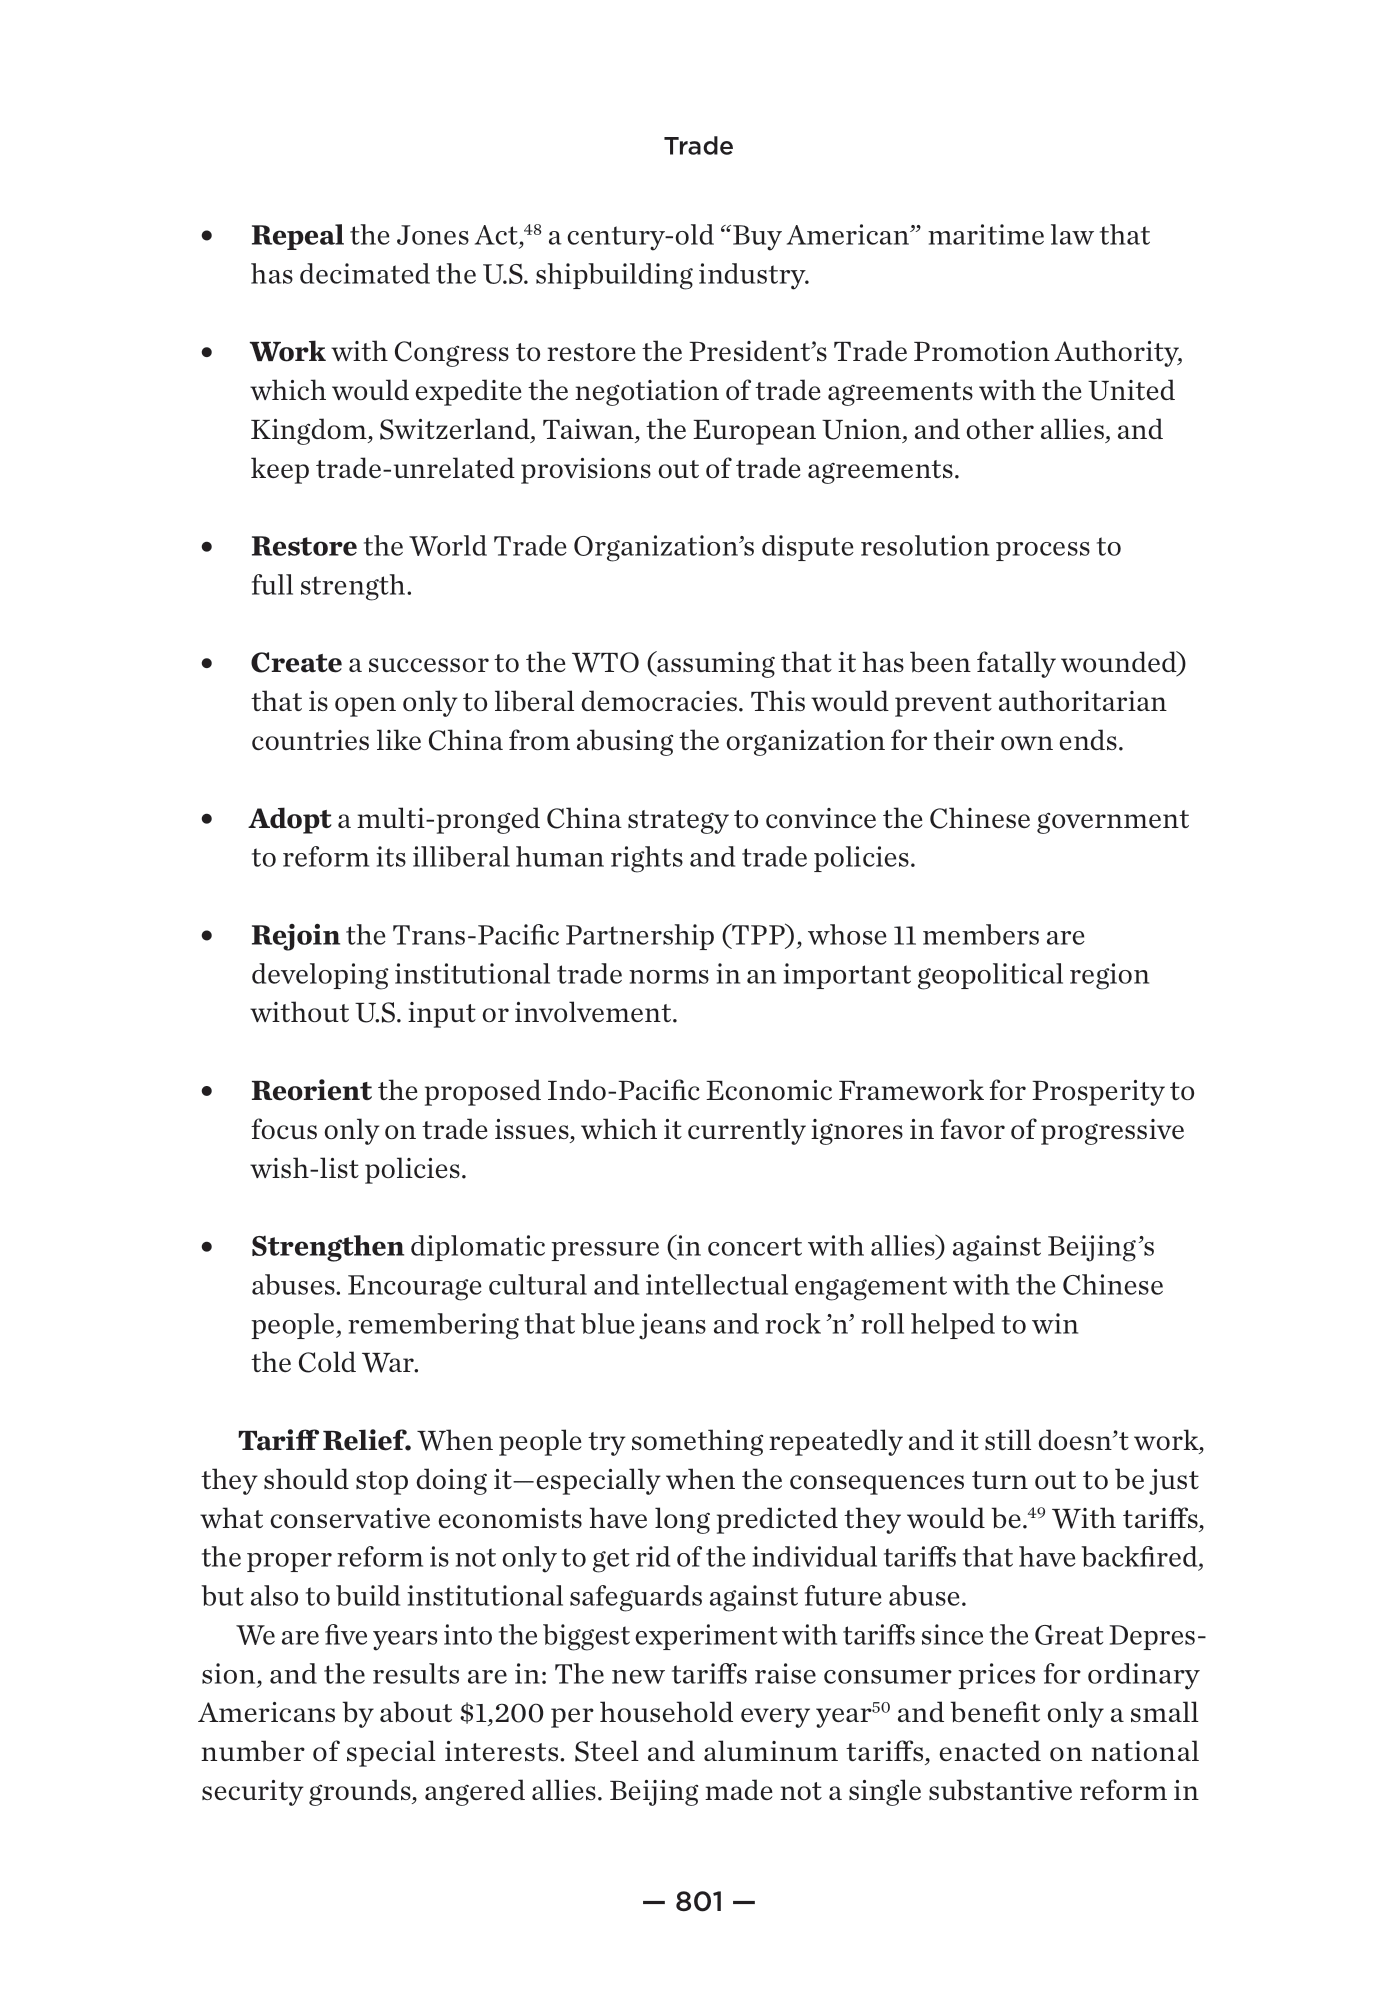 Trade
• Repeal the Jones Act,48 a century-old “Buy American” maritime law that
has decimated the U.S. shipbuilding industry.
• Work with Congress to restore the President’s Trade Promotion Authority,
which would expedite the negotiation of trade agreements with the United
Kingdom, Switzerland, Taiwan, the European Union, and other allies, and
keep trade-unrelated provisions out of trade agreements.
• Restore the World Trade Organization’s dispute resolution process to
full strength.
• Create a successor to the WTO (assuming that it has been fatally wounded)
that is open only to liberal democracies. This would prevent authoritarian
countries like China from abusing the organization for their own ends.
• Adopt a multi-pronged China strategy to convince the Chinese government
to reform its illiberal human rights and trade policies.
• Rejoin the Trans-Pacific Partnership (TPP), whose 11 members are
developing institutional trade norms in an important geopolitical region
without U.S. input or involvement.
• Reorient the proposed Indo-Pacific Economic Framework for Prosperity to
focus only on trade issues, which it currently ignores in favor of progressive
wish-list policies.
• Strengthen diplomatic pressure (in concert with allies) against Beijing’s
abuses. Encourage cultural and intellectual engagement with the Chinese
people, remembering that blue jeans and rock ’n’ roll helped to win
the Cold War.
Tariff Relief. When people try something repeatedly and it still doesn’t work,
they should stop doing it—especially when the consequences turn out to be just
what conservative economists have long predicted they would be.49 With tariffs,
the proper reform is not only to get rid of the individual tariffs that have backfired,
but also to build institutional safeguards against future abuse.
We are five years into the biggest experiment with tariffs since the Great Depres-
sion, and the results are in: The new tariffs raise consumer prices for ordinary
Americans by about $1,200 per household every year50 and benefit only a small
number of special interests. Steel and aluminum tariffs, enacted on national
security grounds, angered allies. Beijing made not a single substantive reform in
— 801 —